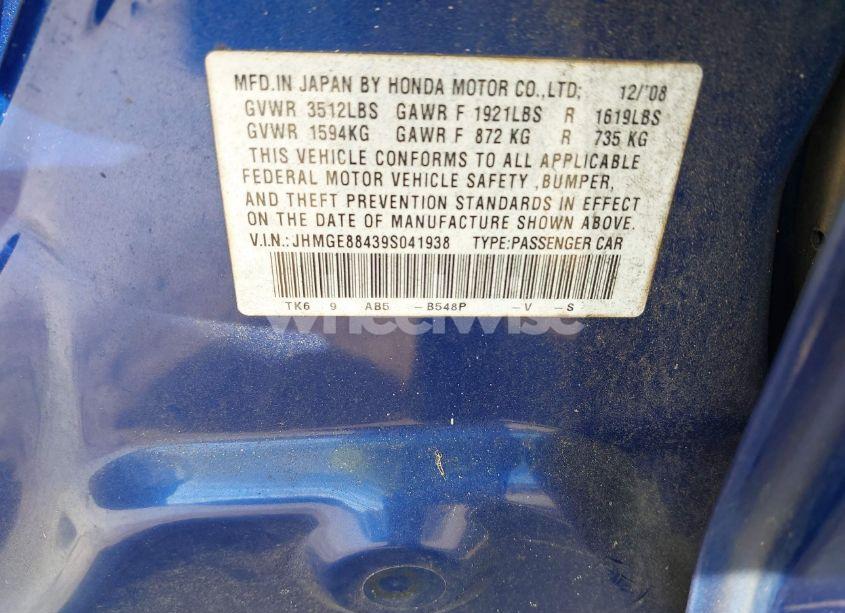 MFD.IN JAPAN BY HONDA MOTOR CO.,LTD; 12/'08
GVWR 3512LBS GAWR F 1921LBS R 1619LBS
GVWR 1594KG GAWR F 872 KG R 735 KG
THIS VEHICLE CONFORMS TO ALL APPLICABLE
FEDERAL MOTOR VEHICLE SAFETY ,BUMPER,
AND THEFT PREVENTION STANDARDS IN EFFECT
ON THE DATE OF MANUFACTURE SHOWN ABOVE.
V.I.N.:JHMGE88439S041938 TYPE:PASSENGER CAR
TK6 9 AB5 -B548P -V -S
wheelwise